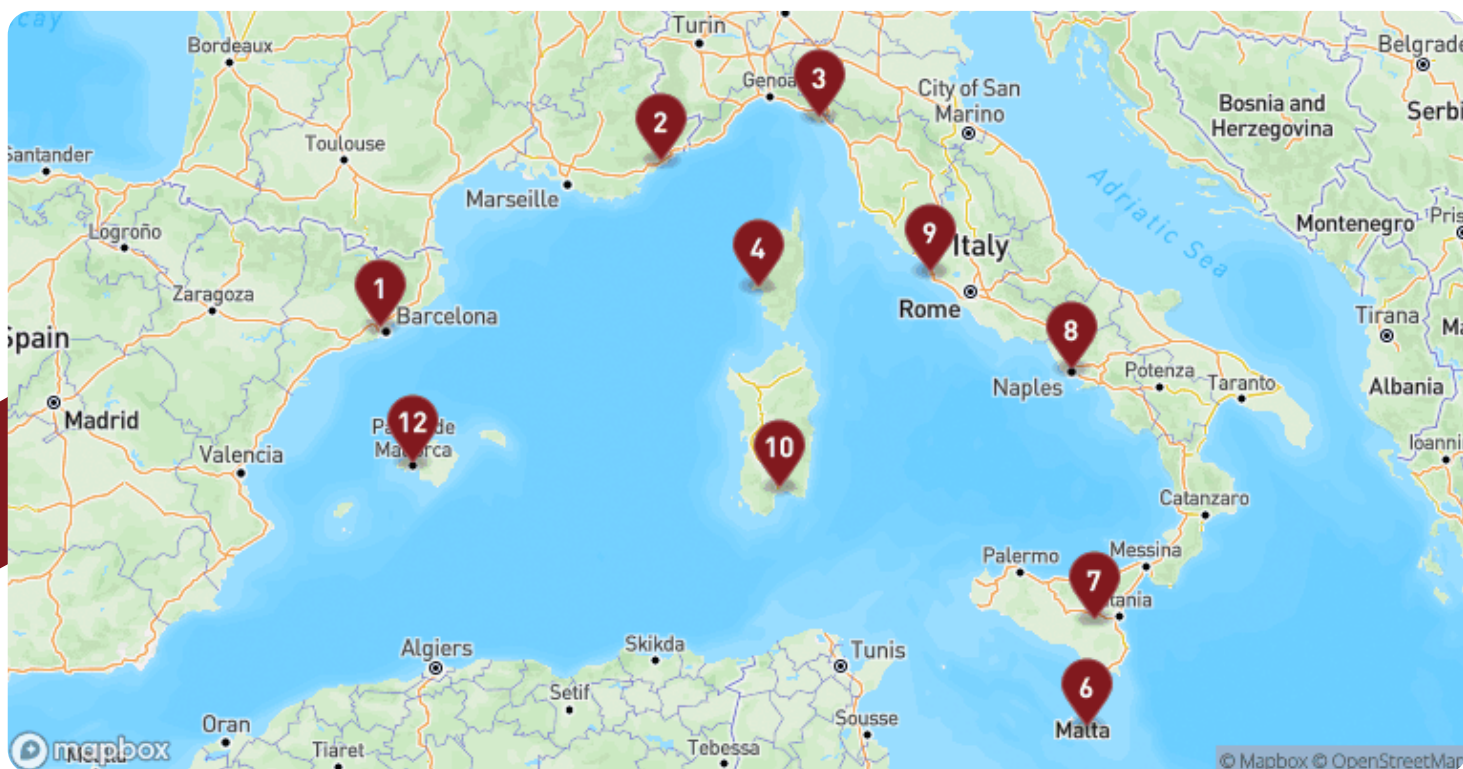 cay
Bordeaux
Turin
Genoa
3
Belgrade
City of San
Marino
Bosnia and
Herzegovina
Serbi
2
Santander
Toulouse
Marseille
Adriatic Sea
Montenegro
Pris
Logroño
4
9
Italy
1
Zaragoza
Barcelona
Rome
8
Tirana
Ma
Spain
Naples
Potenza
Taranto
Albania
Madrid
12
Mallorca
10
Valencia
Ioanni
Catanzaro
Palermo
Messina
7
tania
Algiers
Skikda
Tunis
6
Malta
Setif
Oran
Sousse
Tiaret
Tebessa
mapbox
© Mapbox © OpenStreetMap